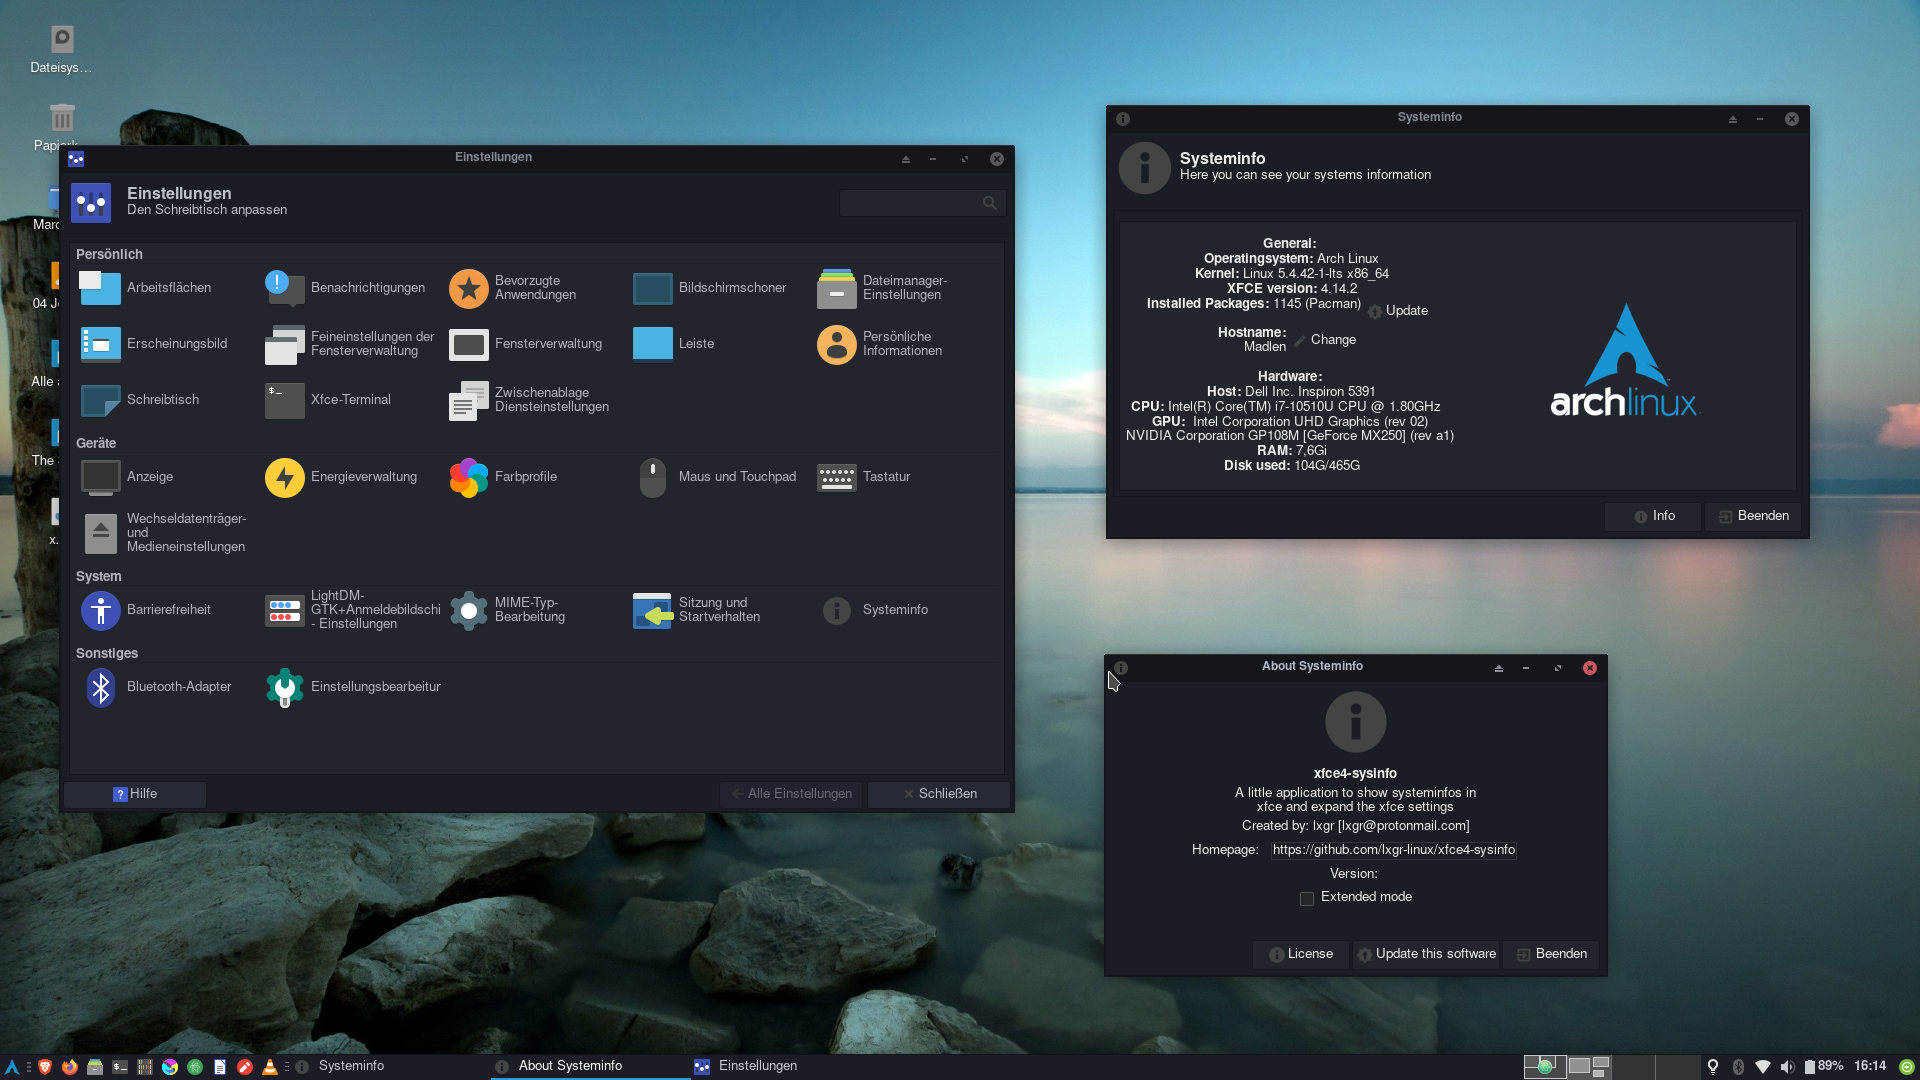 Dateisys...
Papierk
Marc
04 Je
Alle a
The S
x.
Einstellungen
Einstellungen
Den Schreibtisch anpassen
Persönlich
Arbeitsflächen
Benachrichtigungen
Bevorzugte
Anwendungen
Bildschirmschoner
Dateimanager-
Einstellungen
Erscheinungsbild
Feineinstellungen der
Fensterverwaltung
Fensterverwaltung
Leiste
Persönliche
Informationen
Schreibtisch
$-
Xfce-Terminal
Zwischenablage
Diensteinstellungen
Geräte
Anzeige
Energieverwaltung
Farbprofile
Maus und Touchpad
Tastatur
Wechseldatenträger-
und
Medieneinstellungen
System
Barrierefreiheit
LightDM-
GTK+Anmeldebildschi
- Einstellungen
MIME-Typ-
Bearbeitung
Sitzung und
Startverhalten
Systeminfo
Sonstiges
Bluetooth-Adapter
Einstellungsbearbeitur
? Hilfe
Alle Einstellungen
Schließen
Systeminfo
Systeminfo
Here you can see your systems information
General:
Operatingsystem: Arch Linux
Kernel: Linux 5.4.42-1-lts x86_64
XFCE version: 4.14.2
Installed Packages: 1145 (Pacman)
Update
Hostname:
Madlen
Change
Hardware:
Host: Dell Inc. Inspiron 5391
CPU: Intel(R) Core(TM) i7-10510U CPU @ 1.80GHz
GPU: Intel Corporation UHD Graphics (rev 02)
NVIDIA Corporation GP108M [GeForce MX250] (rev a1)
RAM: 7,6Gi
Disk used: 104G/465G
archlinux
Info
Beenden
About Systeminfo
xfce4-sysinfo
A little application to show systeminfos in
xfce and expand the xfce settings
Created by: lxgr [lxgr@protonmail.com]
Homepage: https://github.com/lxgr-linux/xfce4-sysinfo
Version:
Extended mode
License
Update this software
Beenden
Systeminfo
About Systeminfo
Einstellungen
89%
16:14